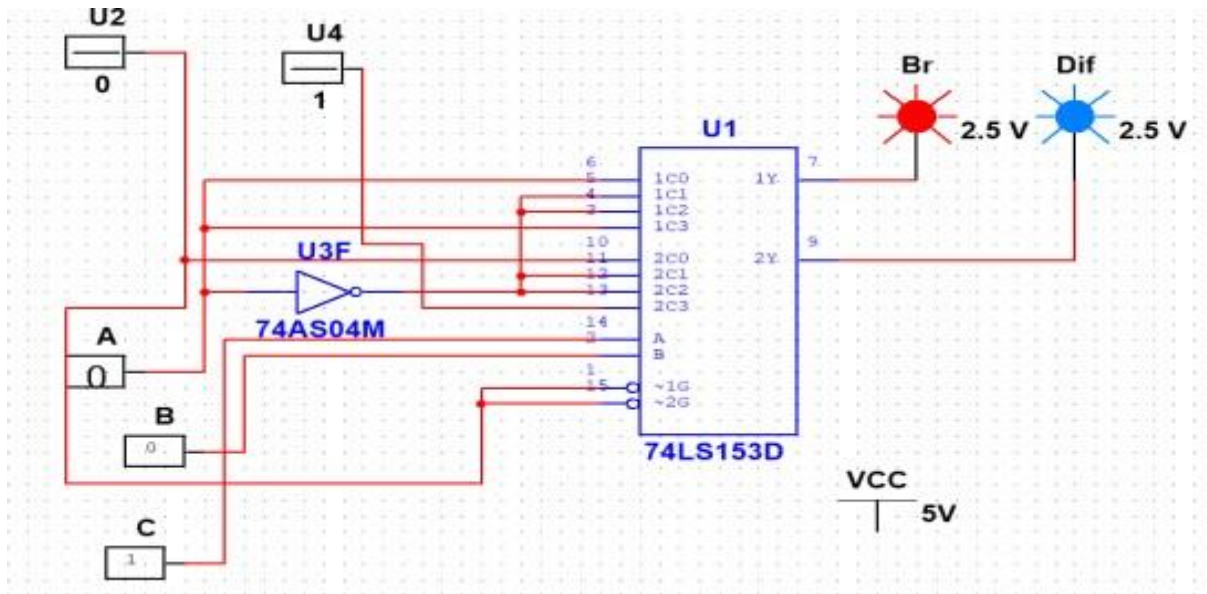 U2
0
U4
1
Br
2.5 V
Dif
2.5 V
U1
6
5
4
3
10
11
12
13
14
2
1
15
1C0
1C1
1C2
1C3
2C0
2C1
2C2
2C3
A
B
~1G
~2G
1Y
2Y
7
9
74LS153D
U3F
74AS04M
A
0
B
0
C
1
VCC
5V